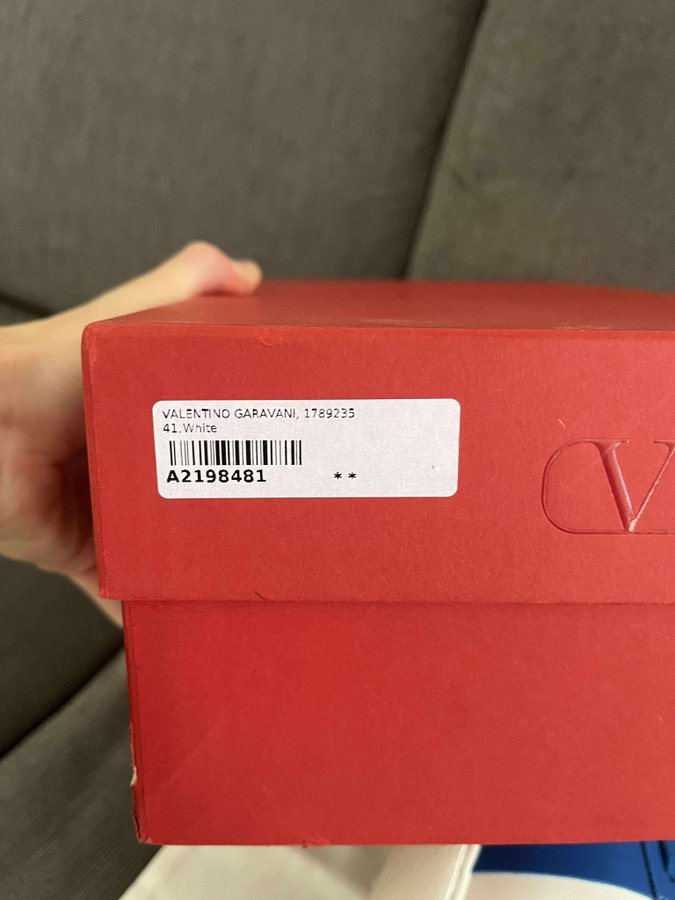 VALENTINO GARAVANI, 1789235
41,White
A2198481 **
V